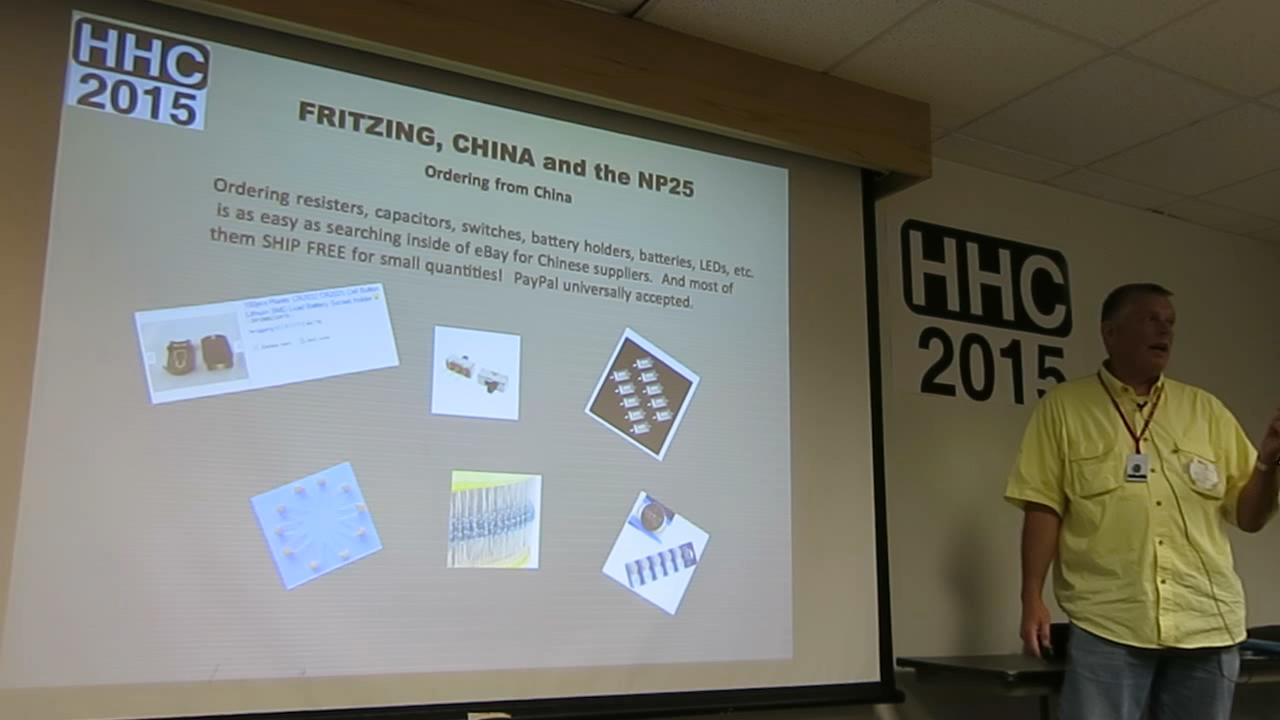 HHC
2015
FRITZING, CHINA and the NP25
Ordering from China
Ordering resisters, capacitors, switches, battery holders, batteries, LEDs, etc.
is as easy as searching inside of eBay for Chinese suppliers. And most of
them SHIP FREE for small quantities! PayPal universally accepted.
HHC
2015